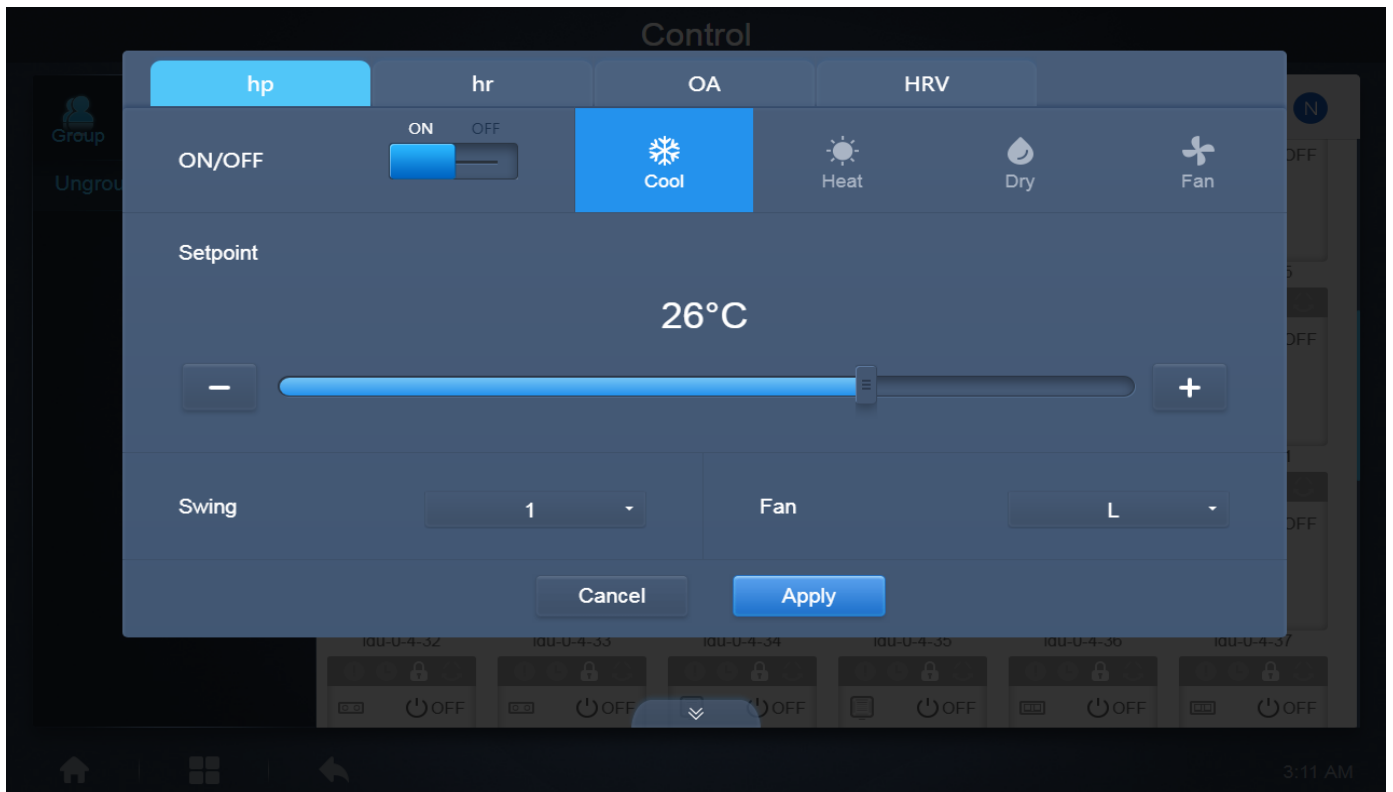 Control
hp hr OA HRV
N
Group
ON OFF
ON/OFF
Cool Heat Dry Fan
OFF
Ungrou
Setpoint
5
26°C
OFF
1
Swing 1 Fan L
OFF
Cancel Apply
idu-0-4-32 idu-0-4-33 idu-0-4-34 idu-0-4-35 idu-0-4-36 idu-0-4-37
OFF OFF OFF OFF OFF OFF
3:11 AM